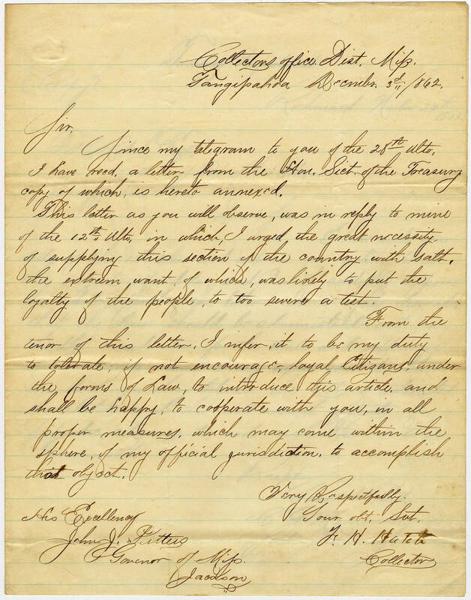 Collectors office Dist. Miss.
Tangipahoa Decembr. 3d /1862.
Sir.
Since my telegram to you of the 28th Ulto.
I have recd. a letter from the Hon. Sect. of the Treasury
copy of which, is hereto annexed.
This letter as you will observe, was in reply to mine
of the 12th Ulto, in which, I urged the great necessity
of supplying this section of the country with salt,
the extrem want, of which, was likely to put the
loyalty of the people, to too severe a test.
From the
tenor of this letter, I infer, it to be my duty
to tolerate, if not encourage, loyal Citizens, under
the forms of Law, to introduce this article, and
shall be happy, to cooperate with you, in all
proper measures, which may come within the
sphere, of my official jurisdiction, to accomplish
that object.
Very Respectfully
Your obt. Svt.
F. H. Hatch
Collector
His Excellency
John J. Pettus
Govenor of Miss.
Jackson